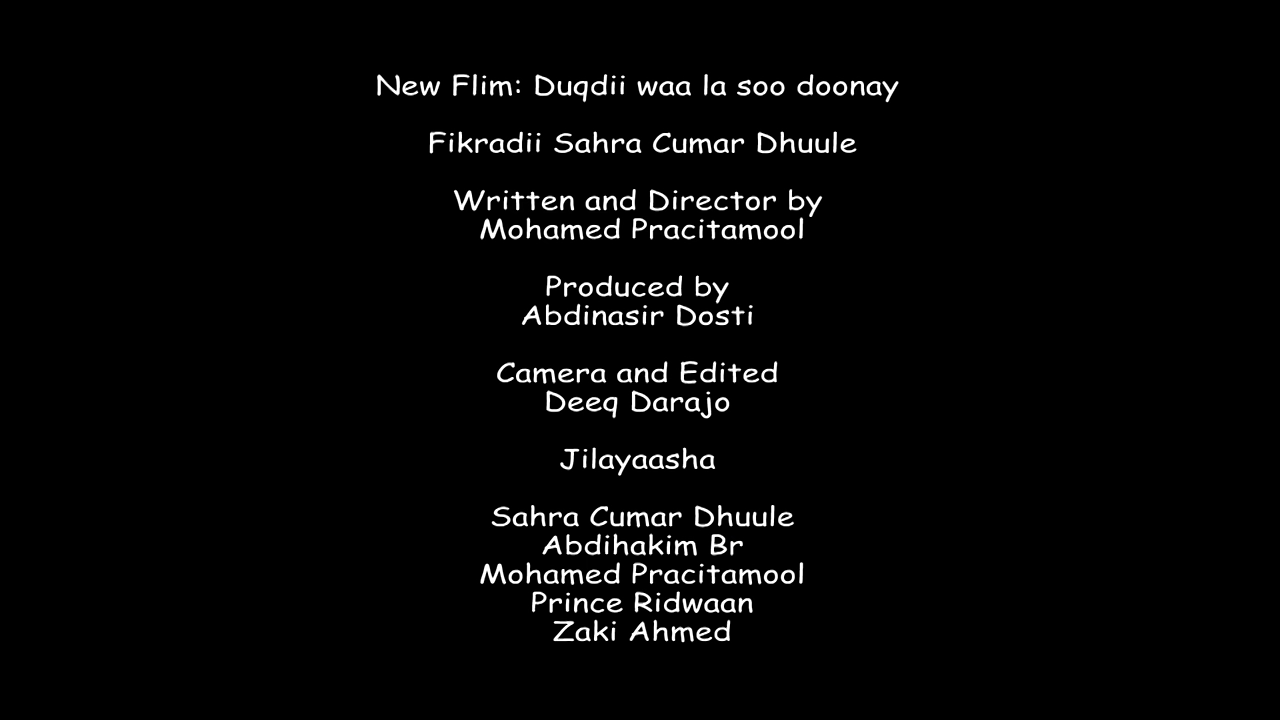 New Flim: Duqdii waa la soo doonay
Fikradii Sahra Cumar Dhuule
Written and Director by
Mohamed Pracitamool
Produced by
Abdinasir Dosti
Camera and Edited
Deeq Darajo
Jilayaasha
Sahra Cumar Dhuule
Abdihakim Br
Mohamed Pracitamool
Prince Ridwaan
Zaki Ahmed